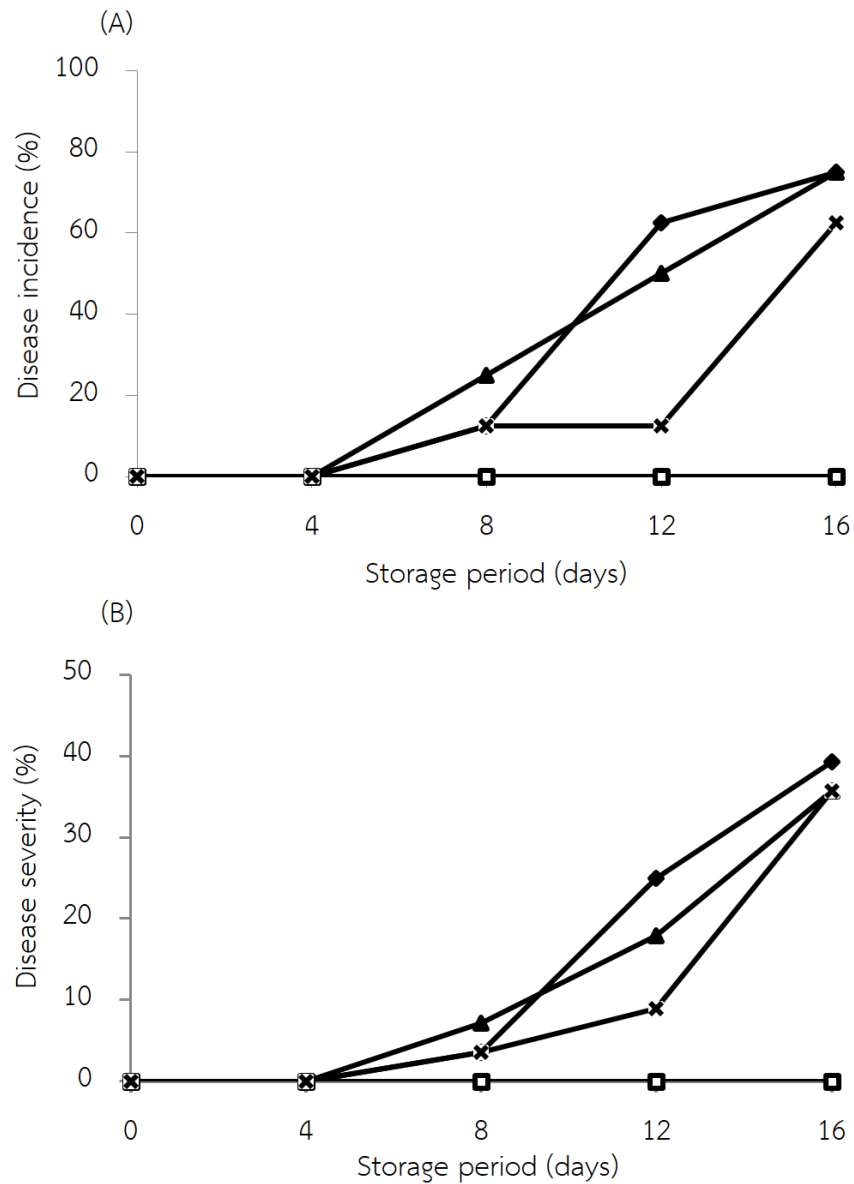 (A)
Disease incidence (%)
100
80
60
40
20
0
0 4 8 12 16
Storage period (days)
(B)
Disease severity (%)
50
40
30
20
10
0
0 4 8 12 16
Storage period (days)